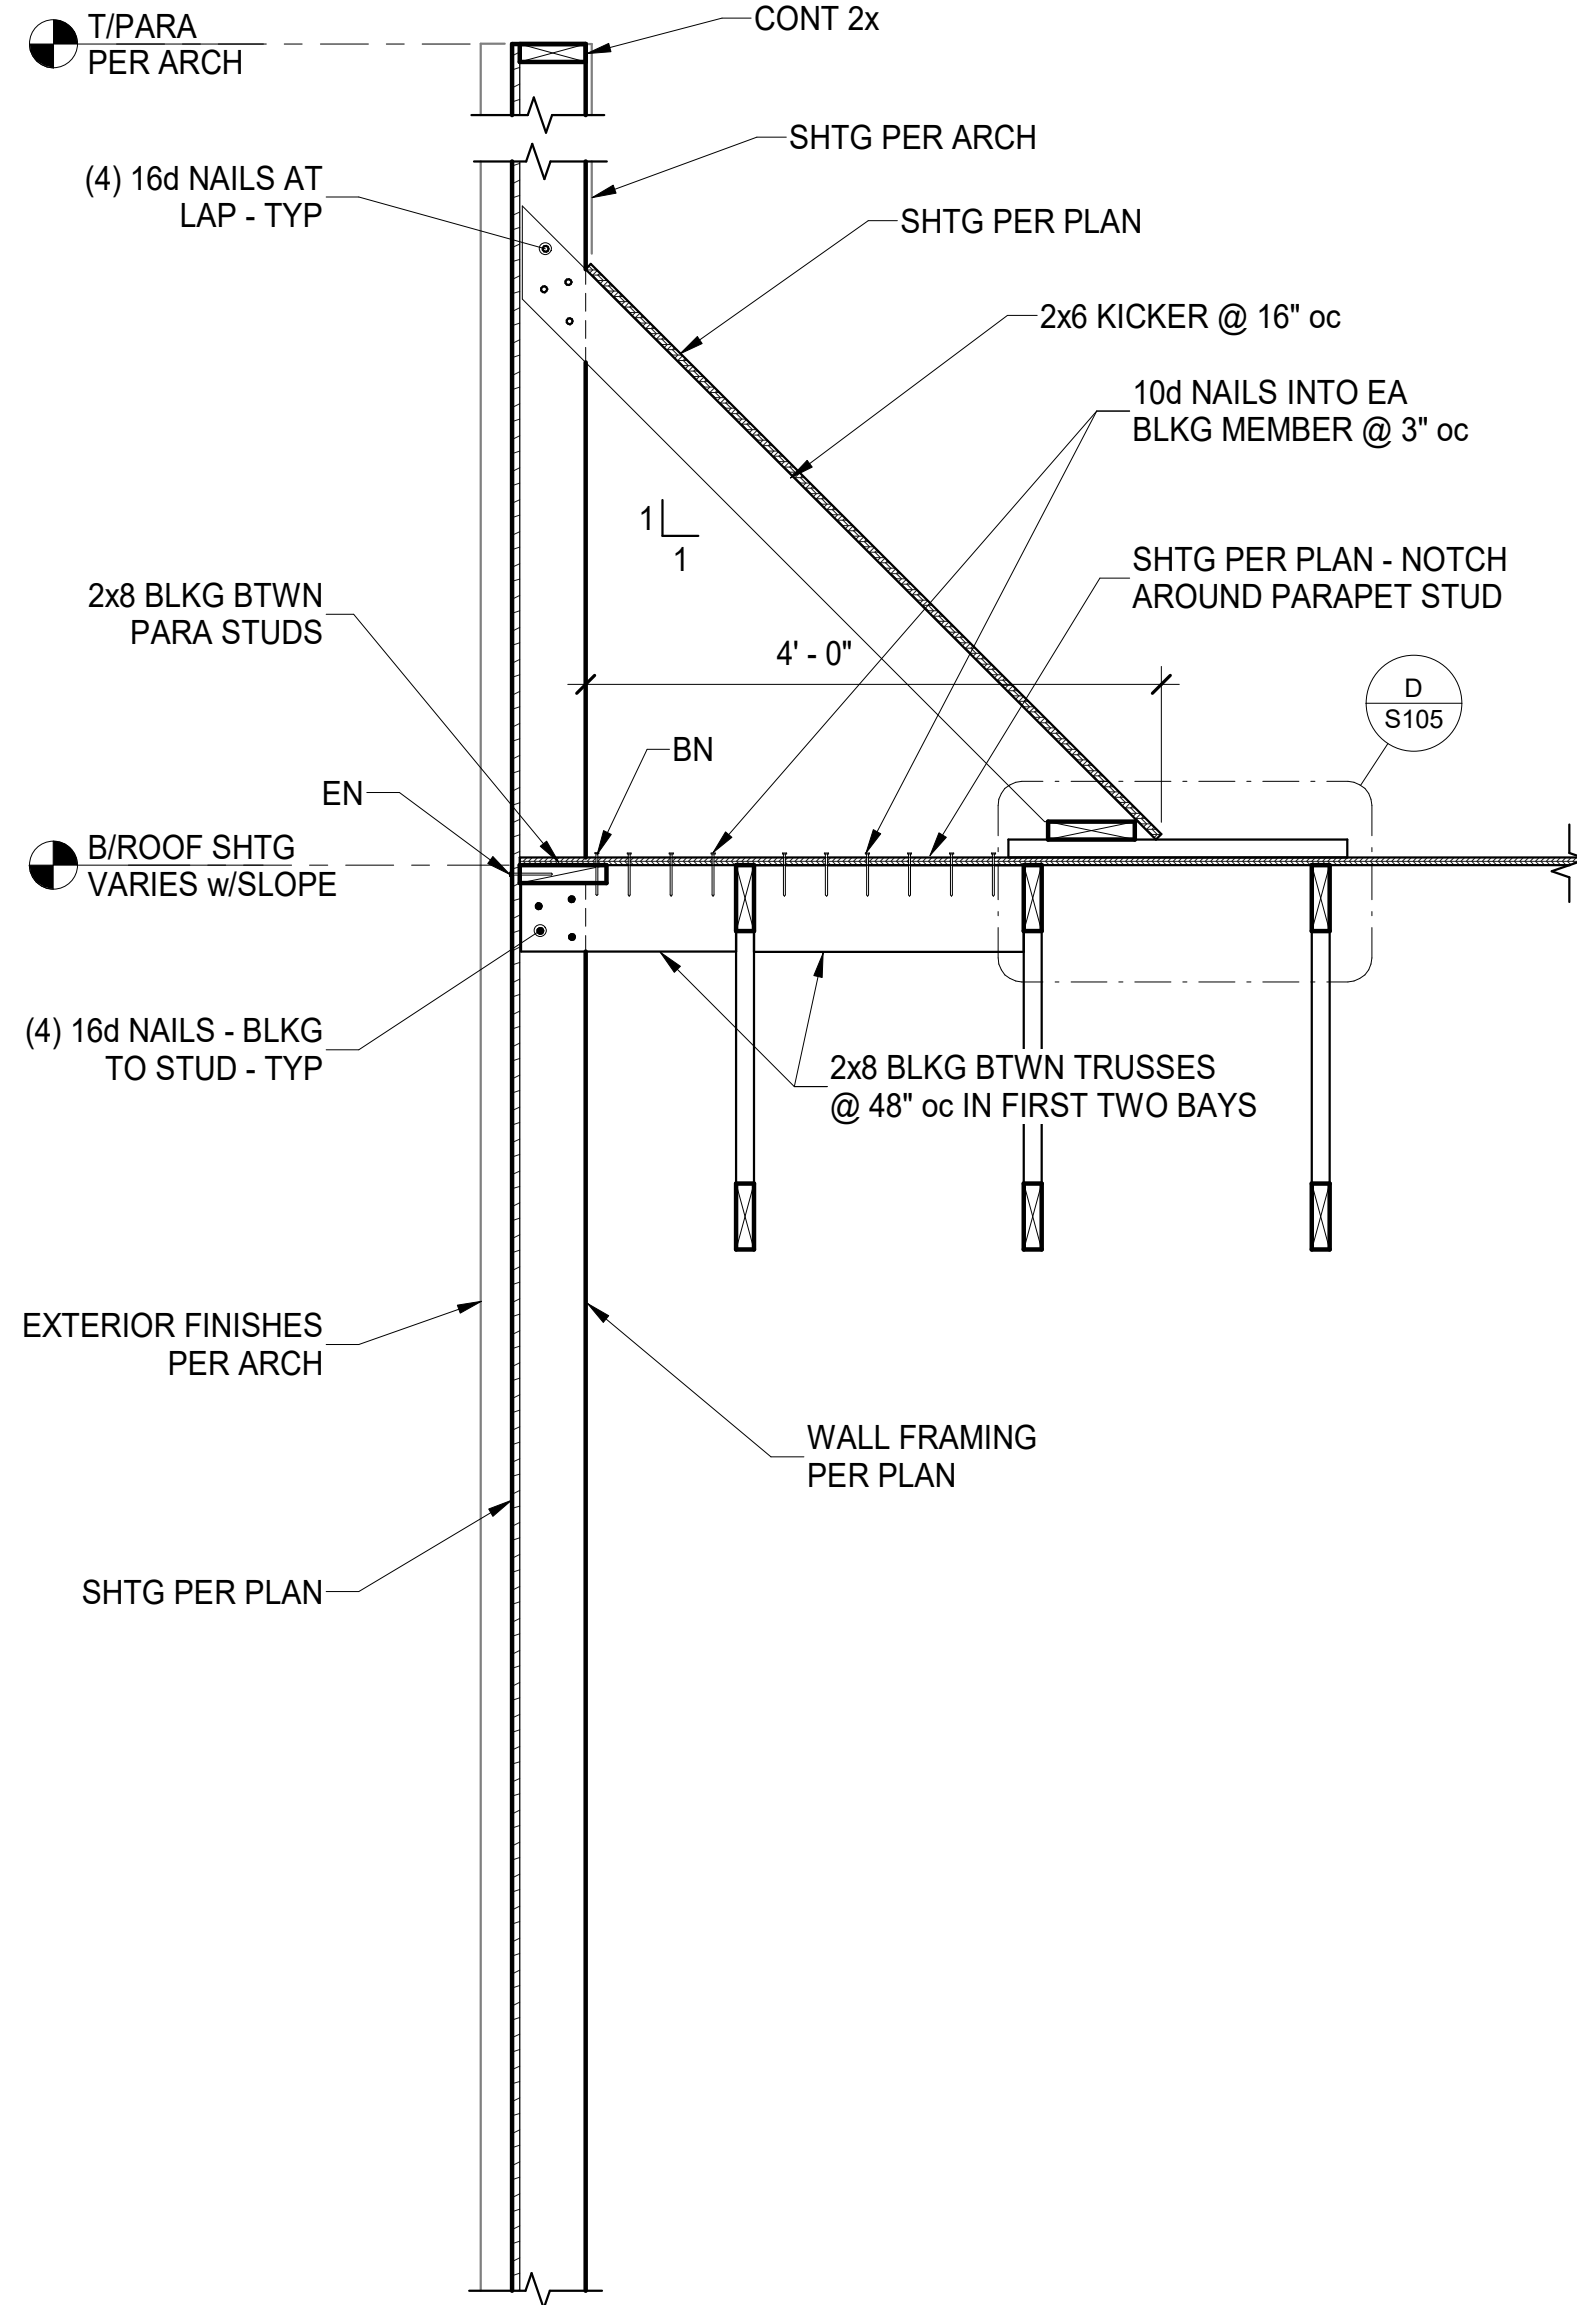 T/PARA
PER ARCH
CONT 2x
SHTG PER ARCH
(4) 16d NAILS AT
LAP - TYP
SHTG PER PLAN
2x6 KICKER @ 16" oc
10d NAILS INTO EA
BLKG MEMBER @ 3" oc
1
1
SHTG PER PLAN - NOTCH
AROUND PARAPET STUD
2x8 BLKG BTWN
PARA STUDS
4' - 0"
D
S105
BN
EN
B/ROOF SHTG
VARIES w/SLOPE
(4) 16d NAILS - BLKG
TO STUD - TYP
2x8 BLKG BTWN TRUSSES
@ 48" oc IN FIRST TWO BAYS
EXTERIOR FINISHES
PER ARCH
WALL FRAMING
PER PLAN
SHTG PER PLAN